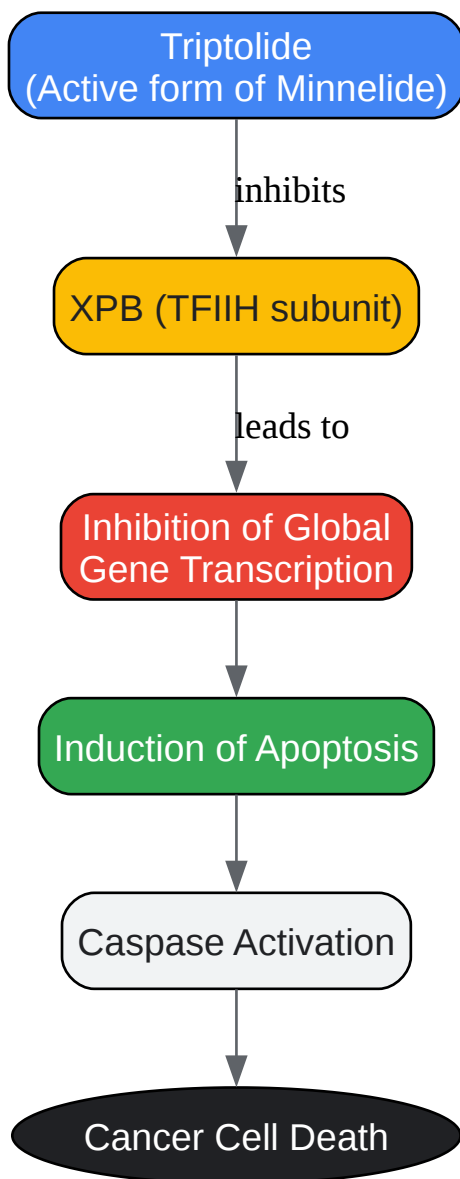 Triptolide
(Active form of Minnelide)
inhibits
XPB (TFIIH subunit)
leads to
Inhibition of Global
Gene Transcription
Induction of Apoptosis
Caspase Activation
Cancer Cell Death